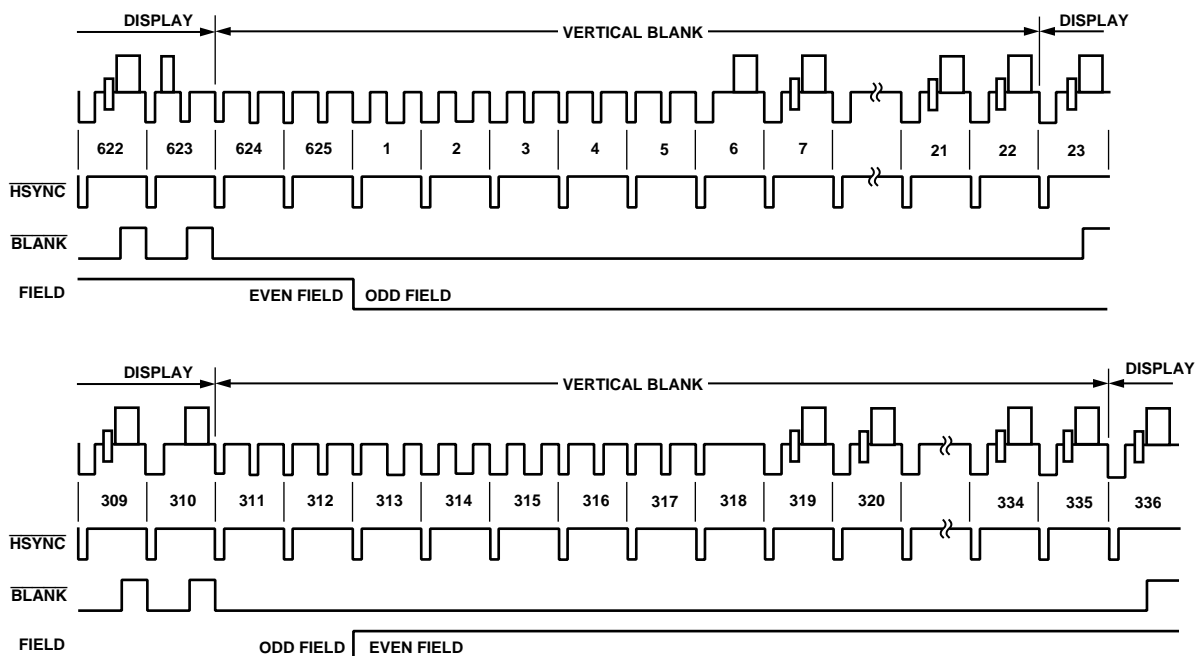 DISPLAY VERTICAL BLANK DISPLAY
622 623 624 625 1 2 3 4 5 6 7 21 22 23
HSYNC
BLANK
FIELD EVEN FIELD ODD FIELD
DISPLAY VERTICAL BLANK DISPLAY
309 310 311 312 313 314 315 316 317 318 319 320 334 335 336
HSYNC
BLANK
FIELD ODD FIELD EVEN FIELD